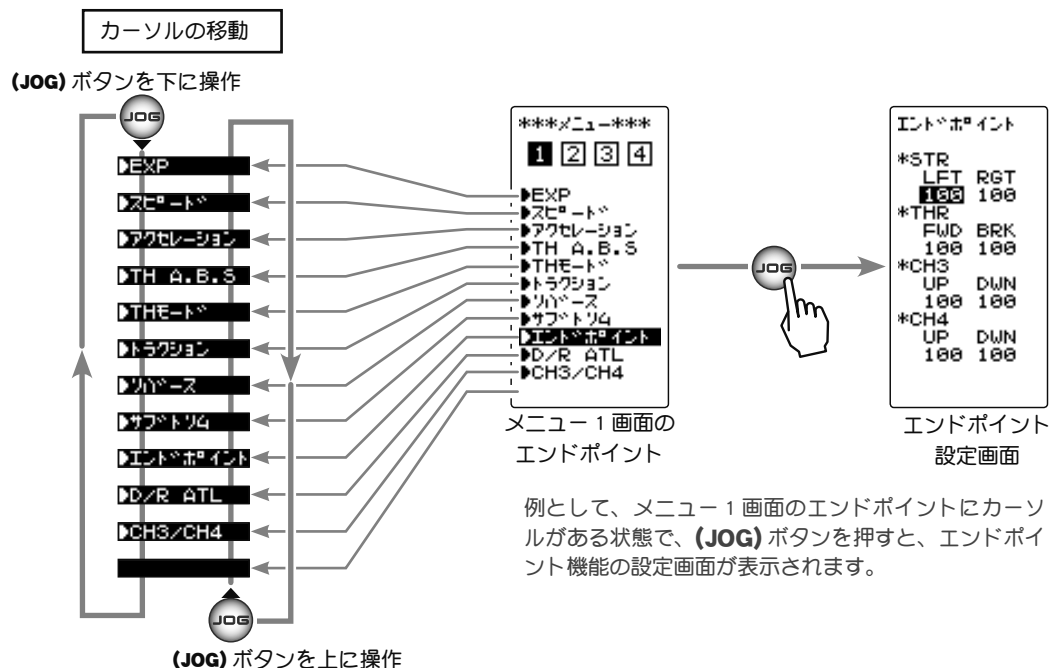 カーソルの移動
(JOG) ボタンを下に操作
JOG
▶EXP
▶スピード
▶アクセレーション
▶TH A.B.S
▶THモード
▶トラクション
▶リバース
▶サブトリム
▶エンドポイント
▶D/R ATL
▶CH3/CH4
JOG
(JOG) ボタンを上に操作
***メニュー***
1 2 3 4
▶EXP
▶スピード
▶アクセレーション
▶TH A.B.S
▶THモード
▶トラクション
▶リバース
▶サブトリム
▶エンドポイント
▶D/R ATL
▶CH3/CH4
メニュー 1 画面の
エンドポイント
JOG
エンドポイント
*STR
LFT RGT
100 100
*THR
FWD BRK
100 100
*CH3
UP DWN
100 100
*CH4
UP DWN
100 100
エンドポイント
設定画面
例として、メニュー 1 画面のエンドポイントにカーソ
ルがある状態で、(JOG) ボタンを押すと、エンドポイ
ント機能の設定画面が表示されます。